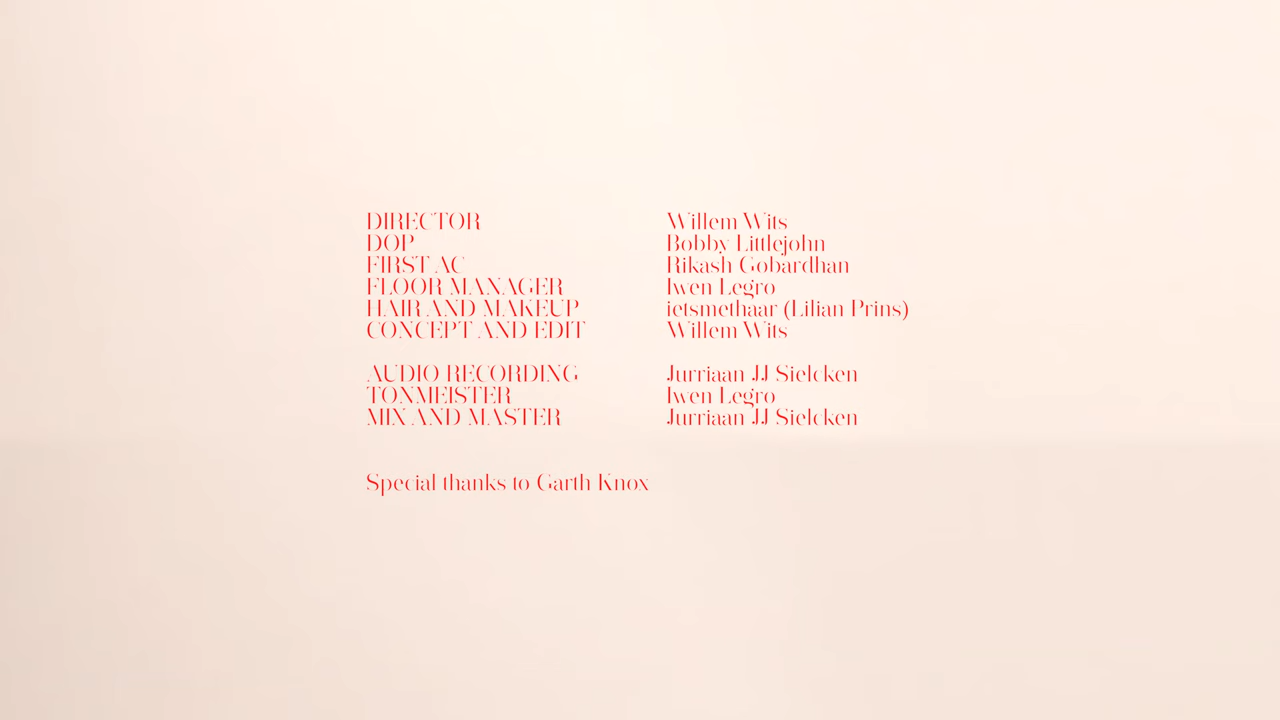 DIRECTOR Willem Wits
DOP Bobby Littlejohn
FIRST AC Rikash Gobardhan
FLOOR MANAGER Iwen Legro
HAIR AND MAKEUP ietsmethaar (Lilian Prins)
CONCEPT AND EDIT Willem Wits
AUDIO RECORDING Jurriaan JJ Sielcken
TONMEISTER Iwen Legro
MIX AND MASTER Jurriaan JJ Sielcken
Special thanks to Garth Knox